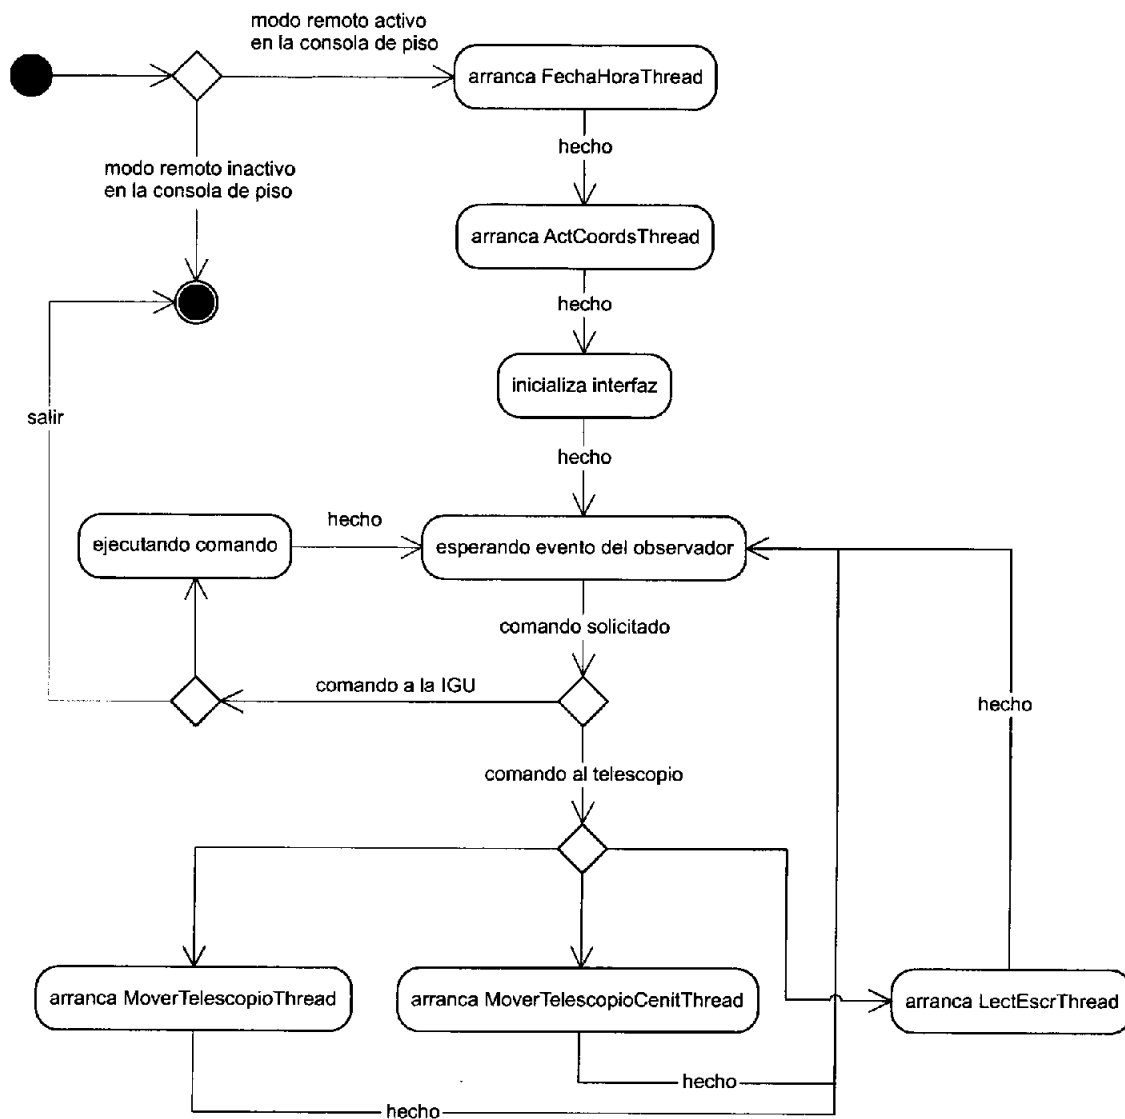 modo remoto activo
en la consola de piso
arranca FechaHoraThread
hecho
modo remoto inactivo
en la consola de piso
arranca ActCoordsThread
hecho
inicializa interfaz
salir
hecho
ejecutando comando
hecho
esperando evento del observador
comando solicitado
comando a la IGU
hecho
comando al telescopio
arranca MoverTelescopioThread
arranca MoverTelescopioCenitThread
arranca LectEscrThread
hecho
hecho